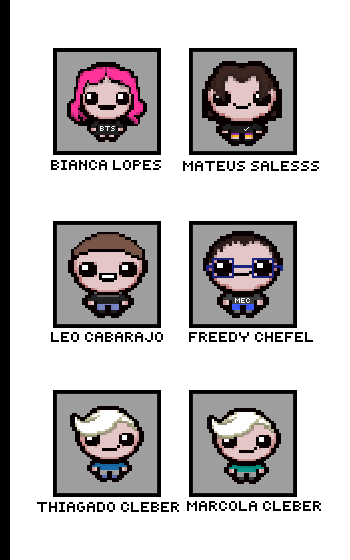 BTS
BIANCA LOPES
MATEUS SALESSS
LEO CABARAJO
MEC
FREEDY CHEFEL
THIAGADO CLEBER
MARCOLA CLEBER